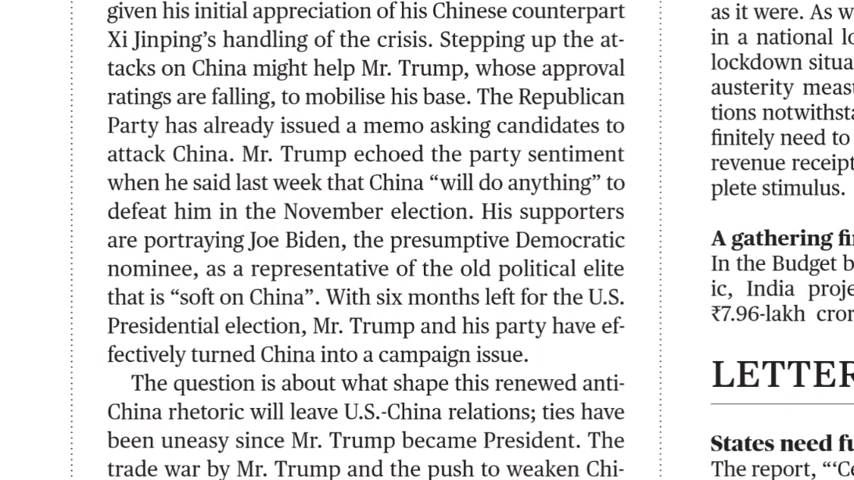 given his initial appreciation of his Chinese counterpart
Xi Jinping’s handling of the crisis. Stepping up the at-
tacks on China might help Mr. Trump, whose approval
ratings are falling, to mobilise his base. The Republican
Party has already issued a memo asking candidates to
attack China. Mr. Trump echoed the party sentiment
when he said last week that China “will do anything” to
defeat him in the November election. His supporters
are portraying Joe Biden, the presumptive Democratic
nominee, as a representative of the old political elite
that is “soft on China”. With six months left for the U.S.
Presidential election, Mr. Trump and his party have ef-
fectively turned China into a campaign issue.
The question is about what shape this renewed anti-
China rhetoric will leave U.S.-China relations; ties have
been uneasy since Mr. Trump became President. The
trade war by Mr. Trump and the push to weaken Chi-
as it were. As w
in a national lo
lockdown situa
austerity measu
tions notwithsta
finitely need to
revenue receipt
plete stimulus.
A gathering fi
In the Budget b
ic, India proje
₹7.96-lakh cror
LETTER
States need fu
The report, “‘Ce